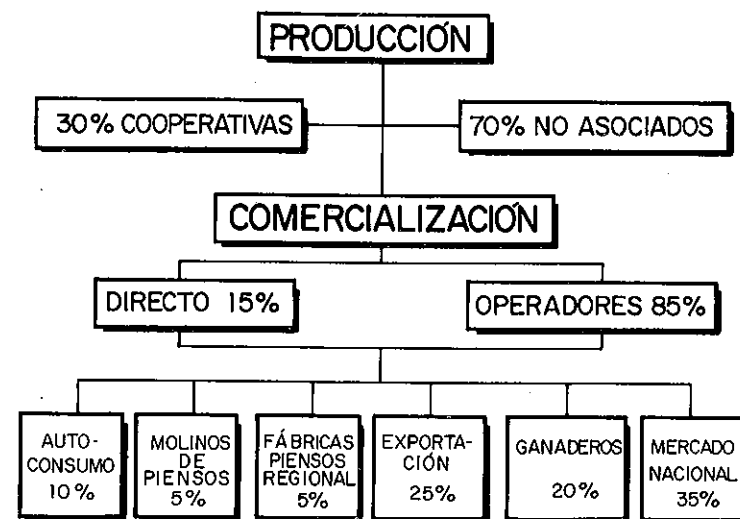 PRODUCCIÓN
30% COOPERATIVAS
70% NO ASOCIADOS
COMERCIALIZACIÓN
DIRECTO 15%
OPERADORES 85%
AUTO-
CONSUMO
10%
MOLINOS
DE
PIENSOS
5%
FÁBRICAS
PIENSOS
REGIONAL
5%
EXPORTA-
CIÓN
25%
GANADEROS
20%
MERCADO
NACIONAL
35%